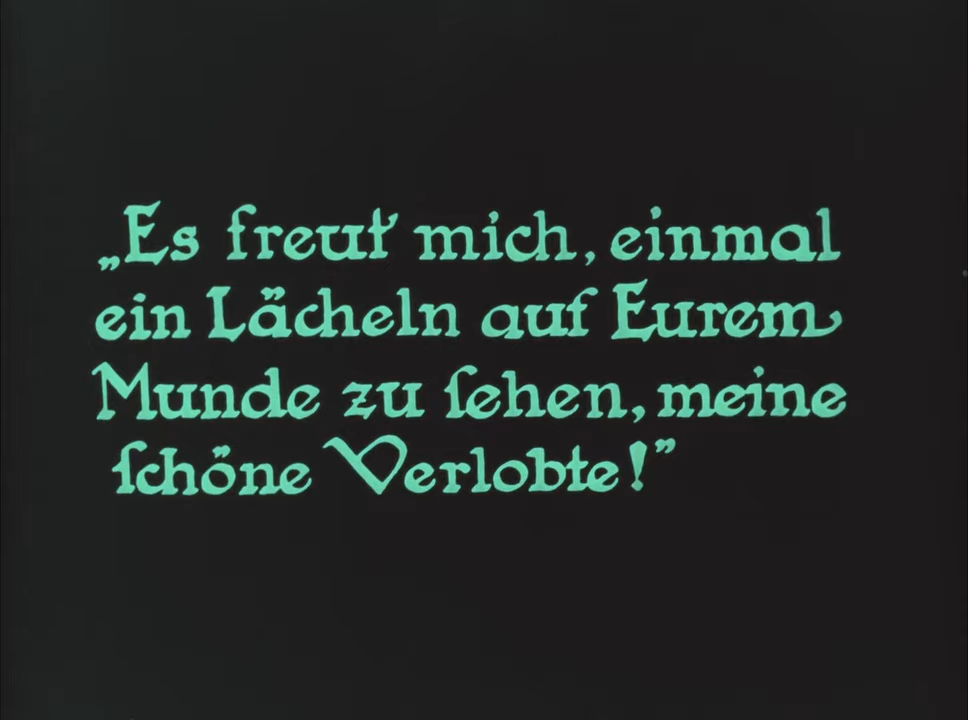 „Es freut mich, einmal
ein Lächeln auf Eurem
Munde zu ſehen, meine
ſchöne Verlobte!”